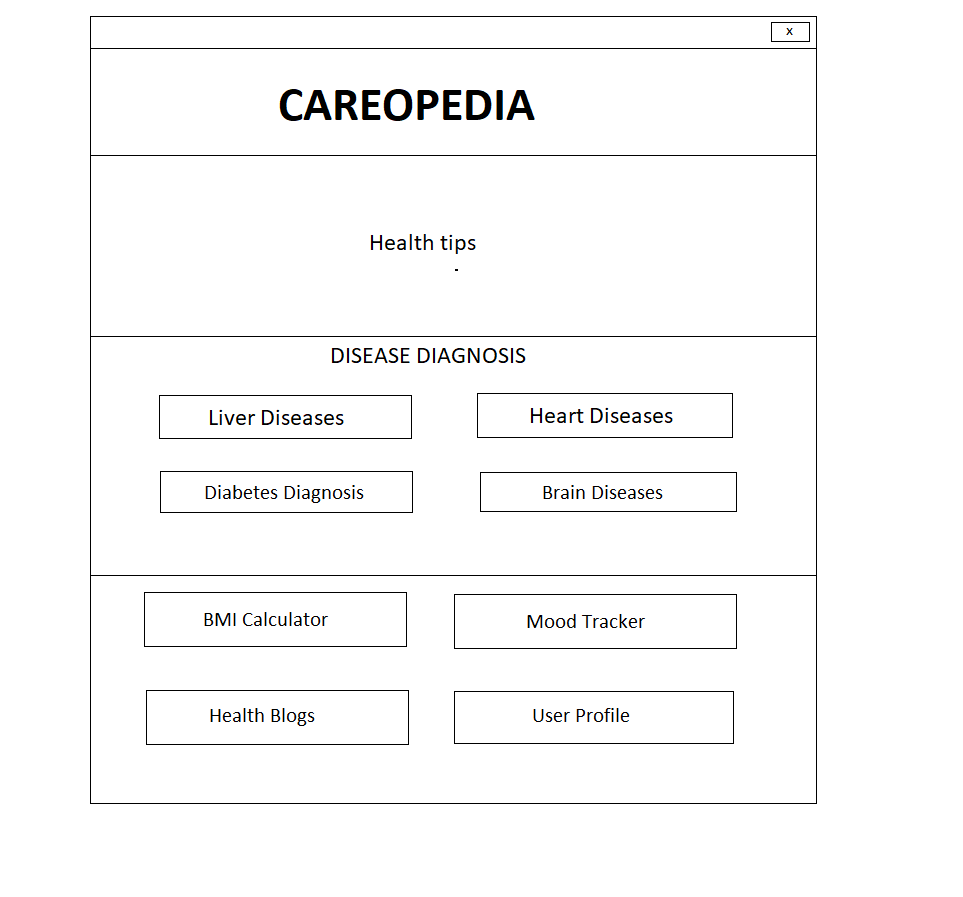 x
CAREOPEDIA
Health tips
DISEASE DIAGNOSIS
Liver Diseases
Heart Diseases
Diabetes Diagnosis
Brain Diseases
BMI Calculator
Mood Tracker
Health Blogs
User Profile